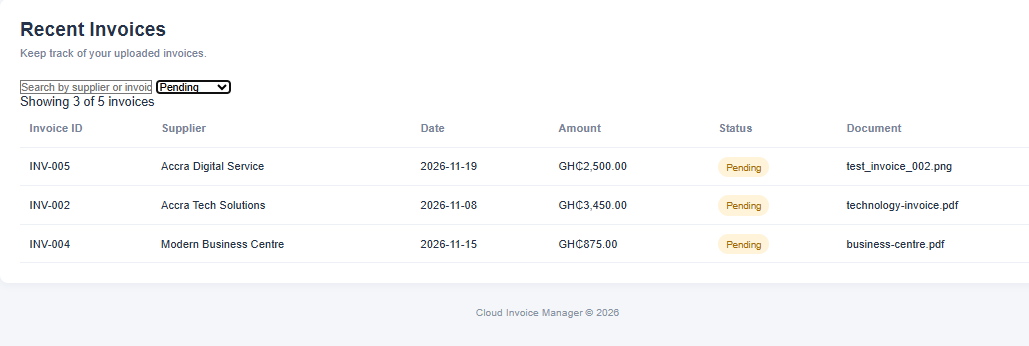 Recent Invoices
Keep track of your uploaded invoices.
Search by supplier or invoic Pending
Showing 3 of 5 invoices
Invoice ID Supplier Date Amount Status Document
INV-005 Accra Digital Service 2026-11-19 GH₵2,500.00 Pending test_invoice_002.png
INV-002 Accra Tech Solutions 2026-11-08 GH₵3,450.00 Pending technology-invoice.pdf
INV-004 Modern Business Centre 2026-11-15 GH₵875.00 Pending business-centre.pdf
Cloud Invoice Manager © 2026